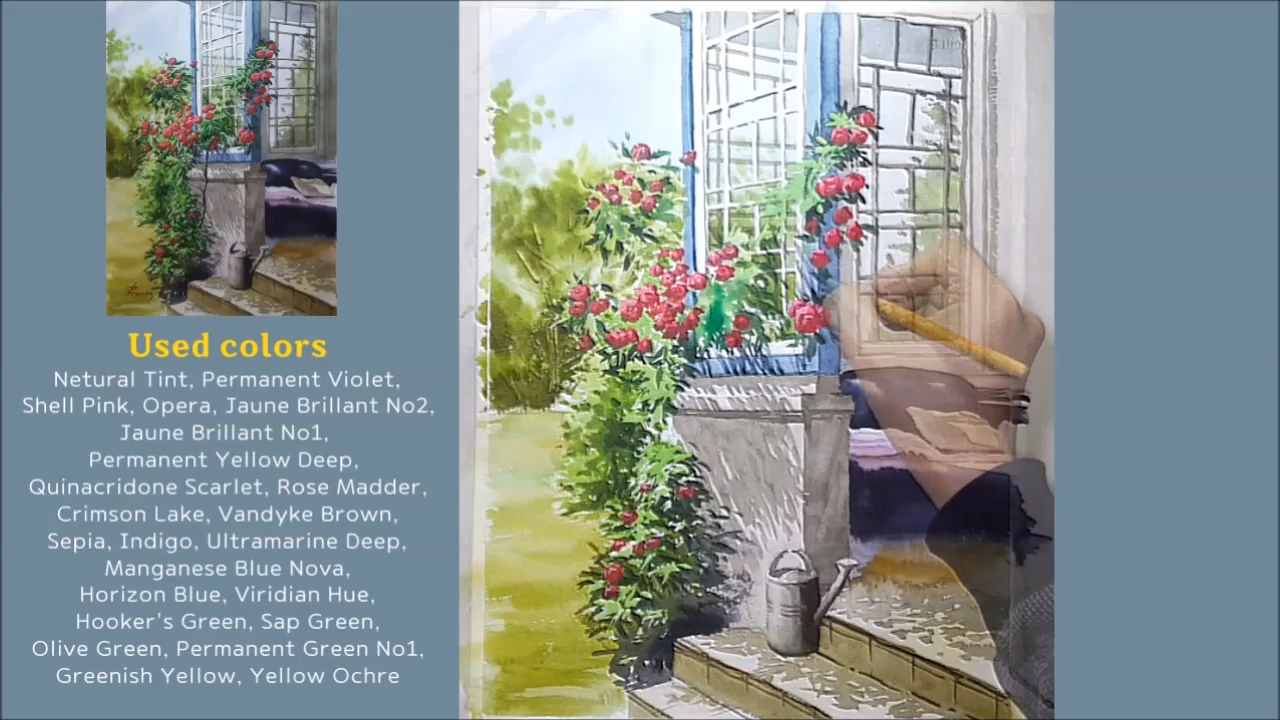 Used colors
Netural Tint, Permanent Violet,
Shell Pink, Opera, Jaune Brillant No2,
Jaune Brillant No1,
Permanent Yellow Deep,
Quinacridone Scarlet, Rose Madder,
Crimson Lake, Vandyke Brown,
Sepia, Indigo, Ultramarine Deep,
Manganese Blue Nova,
Horizon Blue, Viridian Hue,
Hooker's Green, Sap Green,
Olive Green, Permanent Green No1,
Greenish Yellow, Yellow Ochre